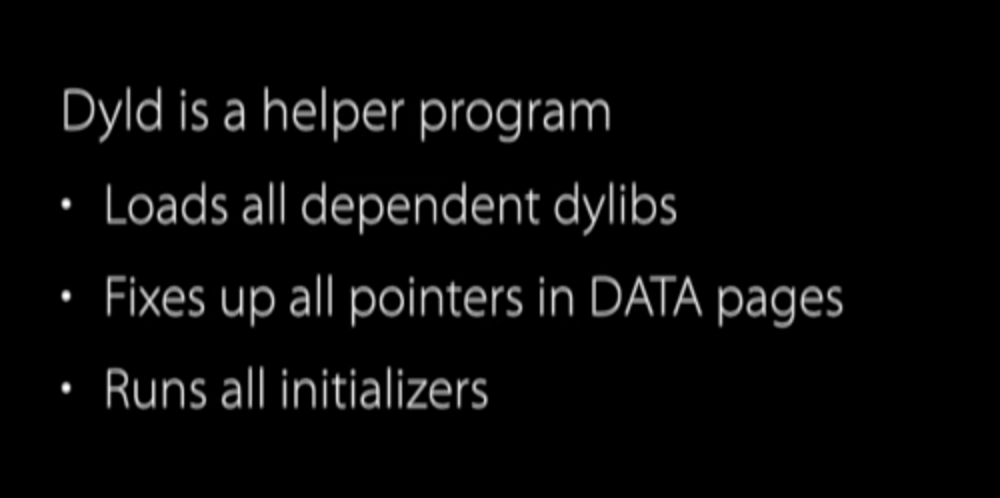 Dyld is a helper program
• Loads all dependent dylibs
• Fixes up all pointers in DATA pages
• Runs all initializers